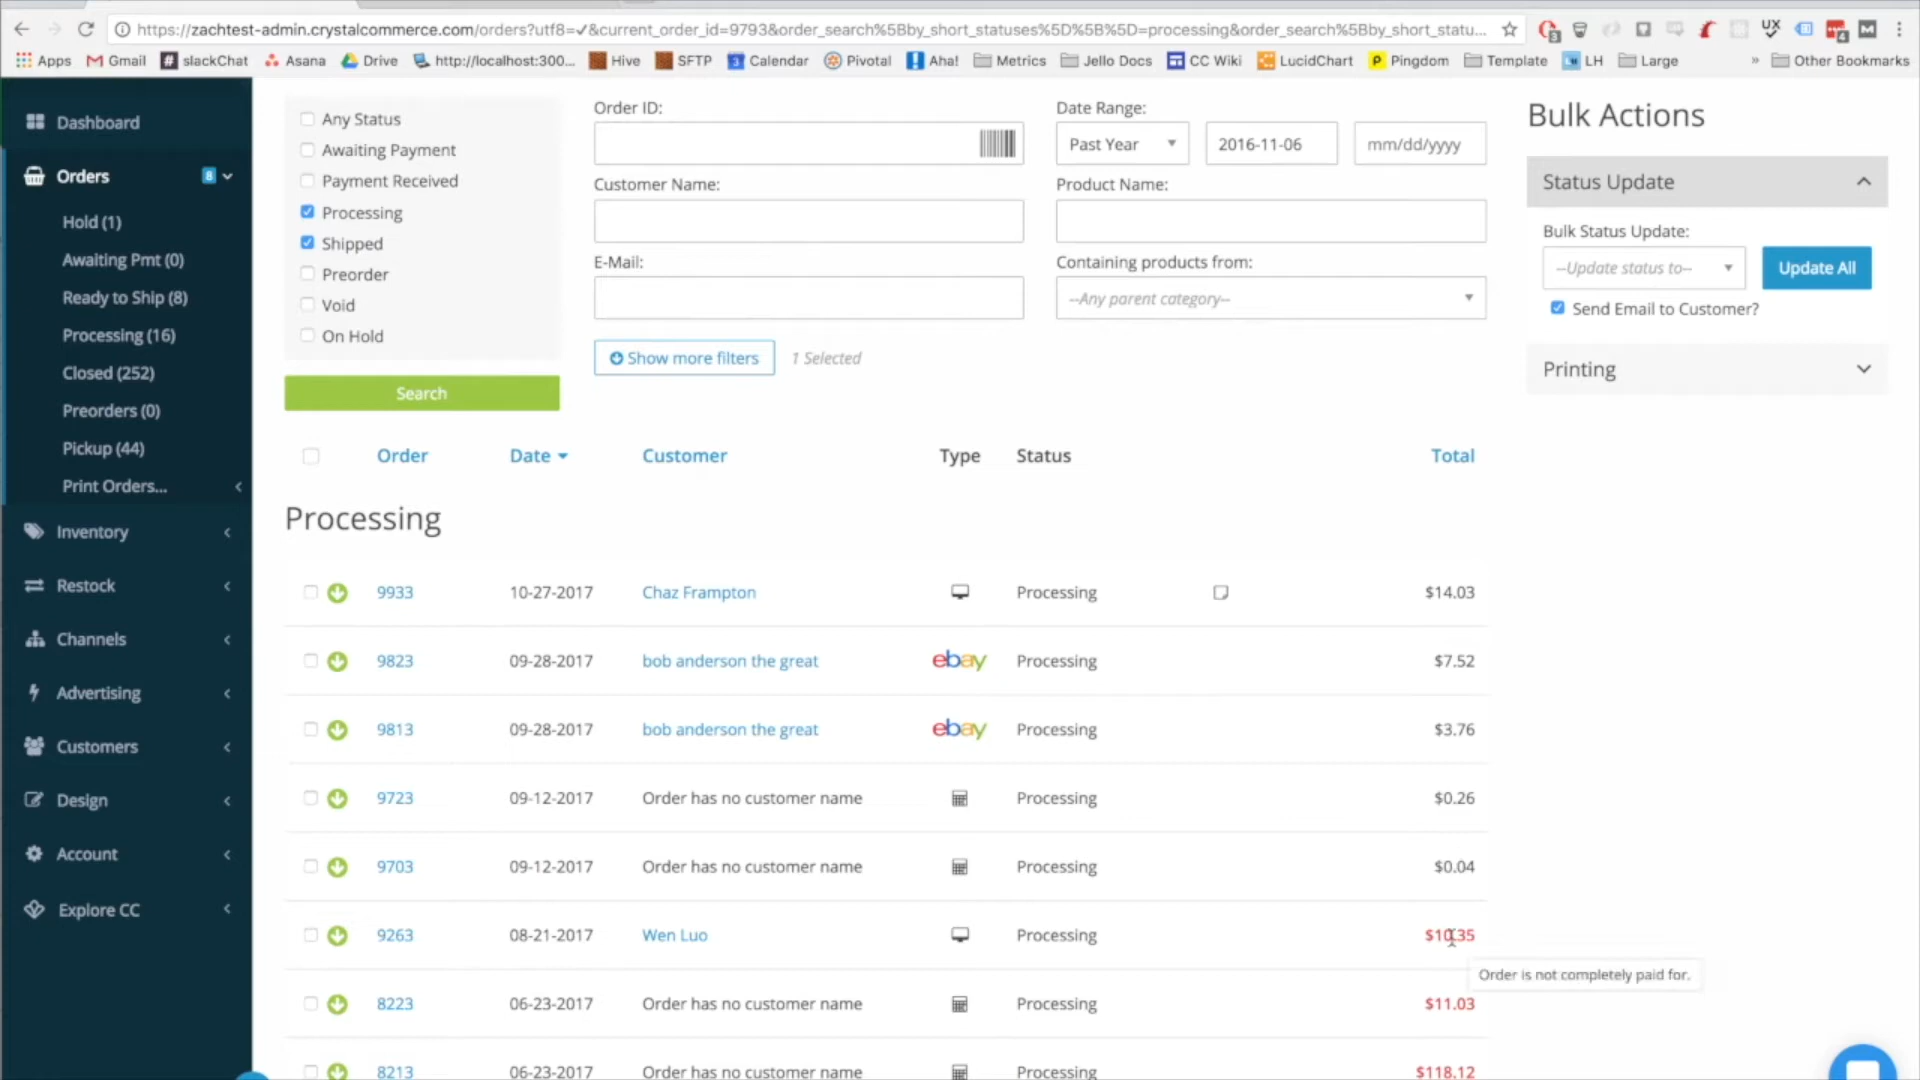 https://zachtest-admin.crystalcommerce.com/orders?utf8=✓&current_order_id=9793&order_search%5Bby_short_statuses%5D%5B%5D=processing&order_search%5Bby_short_statu...
Apps Gmail slackChat Asana Drive http://localhost:300... Hive SFTP Calendar Pivotal Aha! Metrics Jello Docs CC Wiki LucidChart Pingdom Template LH Large » Other Bookmarks
Dashboard
Orders 8
Hold (1)
Awaiting Pmt (0)
Ready to Ship (8)
Processing (16)
Closed (252)
Preorders (0)
Pickup (44)
Print Orders...
Inventory
Restock
Channels
Advertising
Customers
Design
Account
Explore CC
Any Status
Awaiting Payment
Payment Received
Processing
Shipped
Preorder
Void
On Hold
Search
Order ID:
Customer Name:
E-Mail:
Show more filters 1 Selected
Date Range:
Past Year 2016-11-06 mm/dd/yyyy
Product Name:
Containing products from:
--Any parent category--
Bulk Actions
Status Update
Bulk Status Update:
--Update status to-- Update All
Send Email to Customer?
Printing
Order Date Customer Type Status Total
Processing
9933 10-27-2017 Chaz Frampton Processing $14.03
9823 09-28-2017 bob anderson the great ebay Processing $7.52
9813 09-28-2017 bob anderson the great ebay Processing $3.76
9723 09-12-2017 Order has no customer name Processing $0.26
9703 09-12-2017 Order has no customer name Processing $0.04
9263 08-21-2017 Wen Luo Processing $10.35
Order is not completely paid for.
8223 06-23-2017 Order has no customer name Processing $11.03
8213 06-23-2017 Order has no customer name Processing $118.12